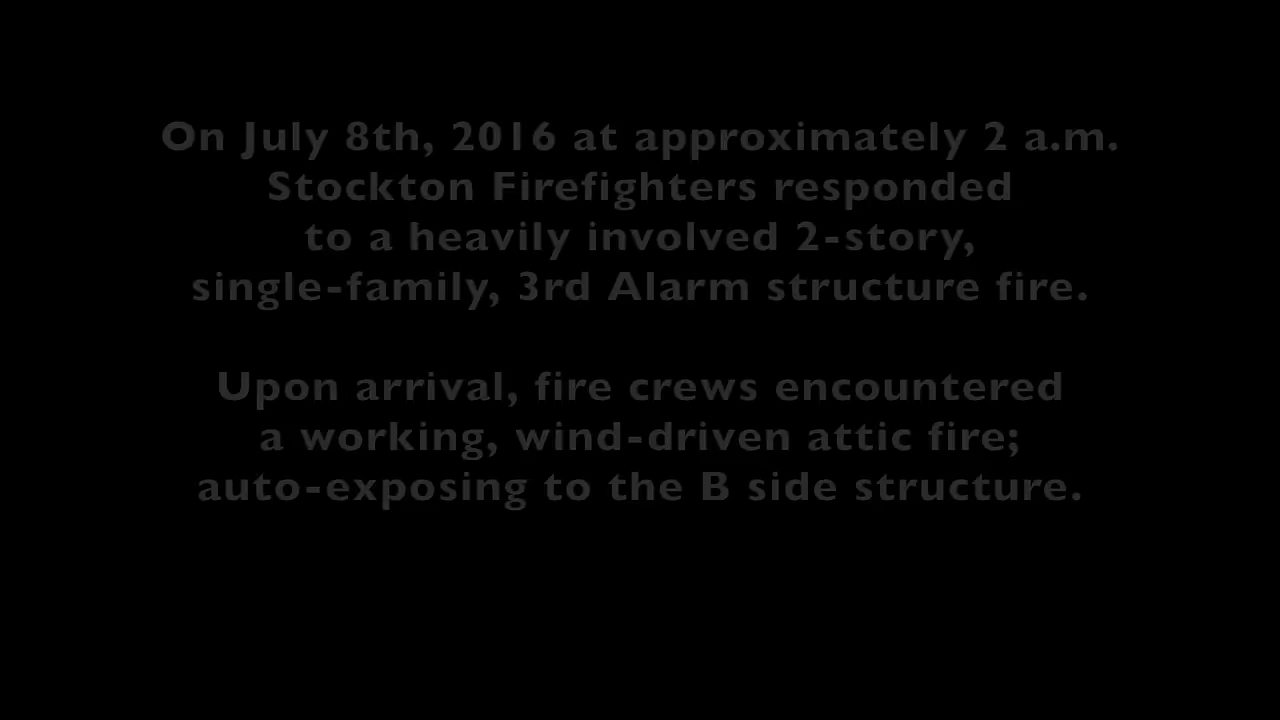 On July 8th, 2016 at approximately 2 a.m.
Stockton Firefighters responded
to a heavily involved 2-story,
single-family, 3rd Alarm structure fire.
Upon arrival, fire crews encountered
a working, wind-driven attic fire;
auto-exposing to the B side structure.